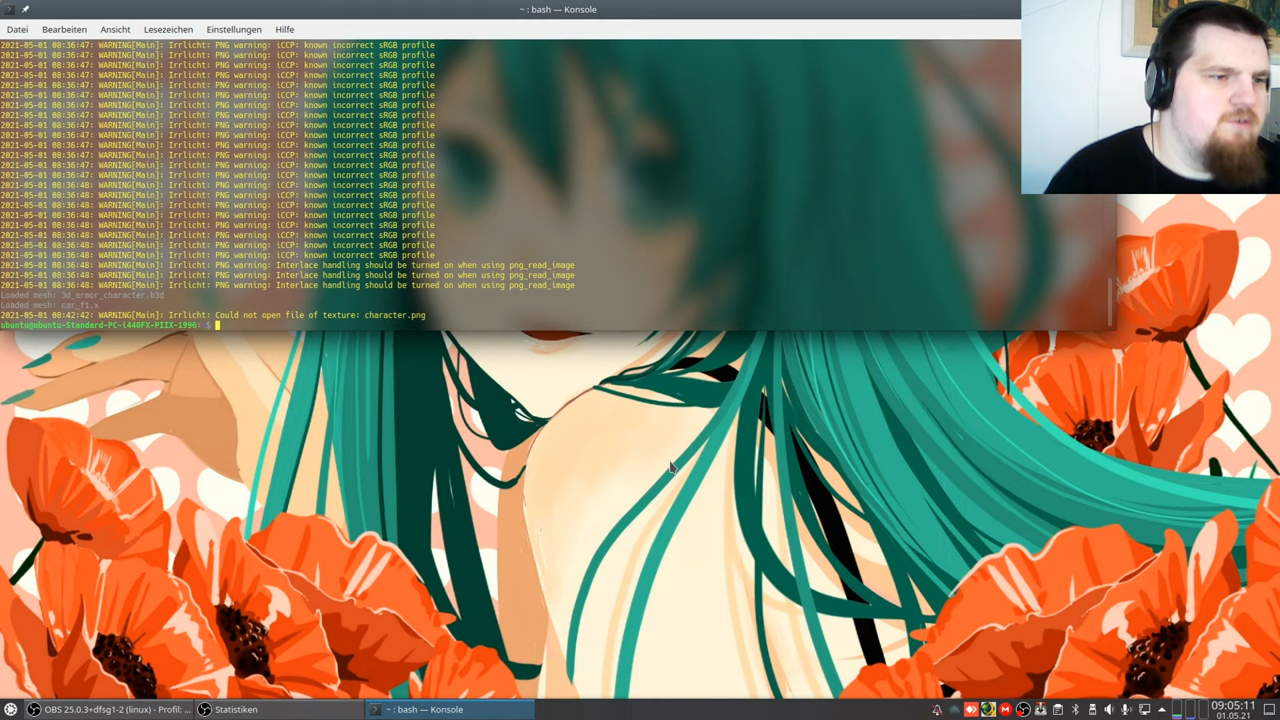 ~ : bash — Konsole
Datei Bearbeiten Ansicht Lesezeichen Einstellungen Hilfe
2021-05-01 08:36:47: WARNING[Main]: Irrlicht: PNG warning: iCCP: known incorrect sRGB profile
2021-05-01 08:36:47: WARNING[Main]: Irrlicht: PNG warning: iCCP: known incorrect sRGB profile
2021-05-01 08:36:47: WARNING[Main]: Irrlicht: PNG warning: iCCP: known incorrect sRGB profile
2021-05-01 08:36:47: WARNING[Main]: Irrlicht: PNG warning: iCCP: known incorrect sRGB profile
2021-05-01 08:36:47: WARNING[Main]: Irrlicht: PNG warning: iCCP: known incorrect sRGB profile
2021-05-01 08:36:47: WARNING[Main]: Irrlicht: PNG warning: iCCP: known incorrect sRGB profile
2021-05-01 08:36:47: WARNING[Main]: Irrlicht: PNG warning: iCCP: known incorrect sRGB profile
2021-05-01 08:36:47: WARNING[Main]: Irrlicht: PNG warning: iCCP: known incorrect sRGB profile
2021-05-01 08:36:47: WARNING[Main]: Irrlicht: PNG warning: iCCP: known incorrect sRGB profile
2021-05-01 08:36:47: WARNING[Main]: Irrlicht: PNG warning: iCCP: known incorrect sRGB profile
2021-05-01 08:36:47: WARNING[Main]: Irrlicht: PNG warning: iCCP: known incorrect sRGB profile
2021-05-01 08:36:47: WARNING[Main]: Irrlicht: PNG warning: iCCP: known incorrect sRGB profile
2021-05-01 08:36:47: WARNING[Main]: Irrlicht: PNG warning: iCCP: known incorrect sRGB profile
2021-05-01 08:36:47: WARNING[Main]: Irrlicht: PNG warning: iCCP: known incorrect sRGB profile
2021-05-01 08:36:48: WARNING[Main]: Irrlicht: PNG warning: iCCP: known incorrect sRGB profile
2021-05-01 08:36:48: WARNING[Main]: Irrlicht: PNG warning: iCCP: known incorrect sRGB profile
2021-05-01 08:36:48: WARNING[Main]: Irrlicht: PNG warning: iCCP: known incorrect sRGB profile
2021-05-01 08:36:48: WARNING[Main]: Irrlicht: PNG warning: iCCP: known incorrect sRGB profile
2021-05-01 08:36:48: WARNING[Main]: Irrlicht: PNG warning: iCCP: known incorrect sRGB profile
2021-05-01 08:36:48: WARNING[Main]: Irrlicht: PNG warning: iCCP: known incorrect sRGB profile
2021-05-01 08:36:48: WARNING[Main]: Irrlicht: PNG warning: iCCP: known incorrect sRGB profile
2021-05-01 08:36:48: WARNING[Main]: Irrlicht: PNG warning: iCCP: known incorrect sRGB profile
2021-05-01 08:36:48: WARNING[Main]: Irrlicht: PNG warning: Interlace handling should be turned on when using png_read_image
2021-05-01 08:36:48: WARNING[Main]: Irrlicht: PNG warning: Interlace handling should be turned on when using png_read_image
2021-05-01 08:36:48: WARNING[Main]: Irrlicht: PNG warning: Interlace handling should be turned on when using png_read_image
Loaded mesh: 3d_armor_character.b3d
Loaded mesh: car_f1.x
2021-05-01 08:42:42: WARNING[Main]: Irrlicht: Could not open file of texture: character.png
ubuntu@ubuntu-Standard-PC-i440FX-PIIX-1996: $
OBS 25.0.3+dfsg1-2 (linux) - Profil: ... Statistiken ~ : bash — Konsole 09:05:11
01.05.21